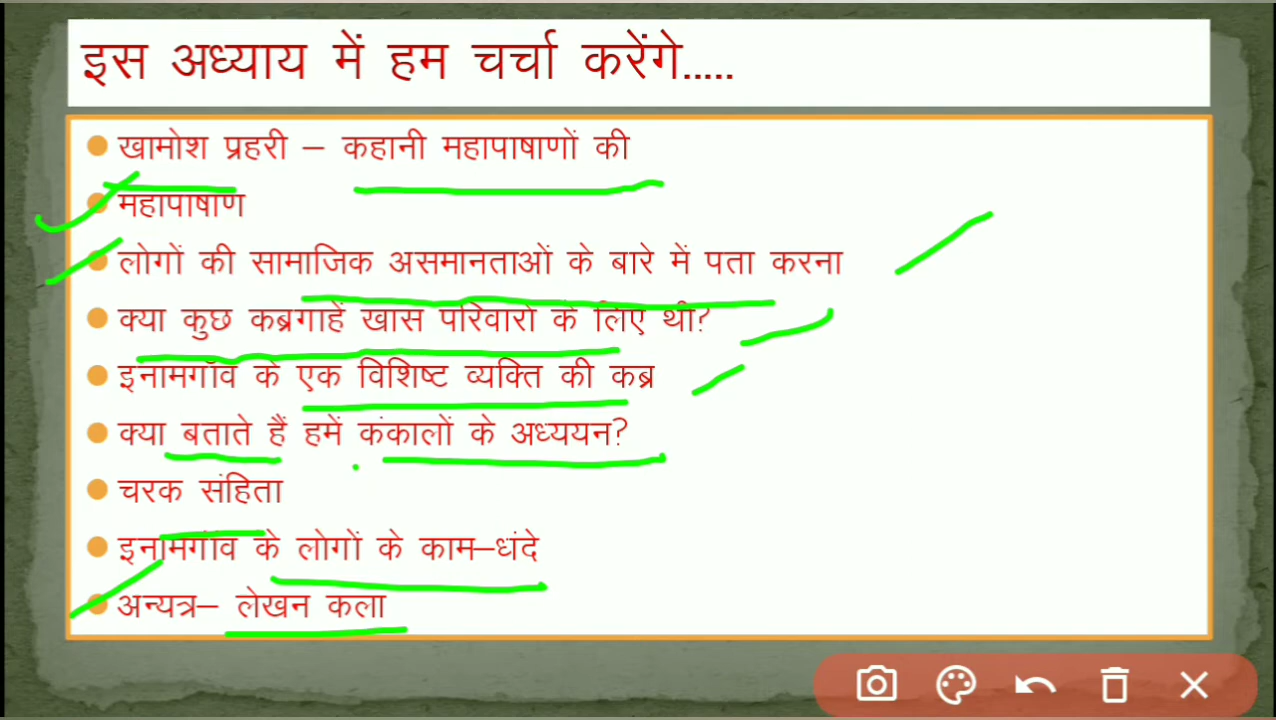 इस अध्याय में हम चर्चा करेंगे.....
खामोश प्रहरी – कहानी महापाषाणों की
महापाषाण
लोगों की सामाजिक असमानताओं के बारे में पता करना
क्या कुछ कब्रगाहें खास परिवारो के लिए थी?
इनामगाँव के एक विशिष्ट व्यक्ति की कब्र
क्या बताते हैं हमें कंकालों के अध्ययन?
चरक संहिता
इनामगांव के लोगों के काम–धंदे
अन्यत्र– लेखन कला